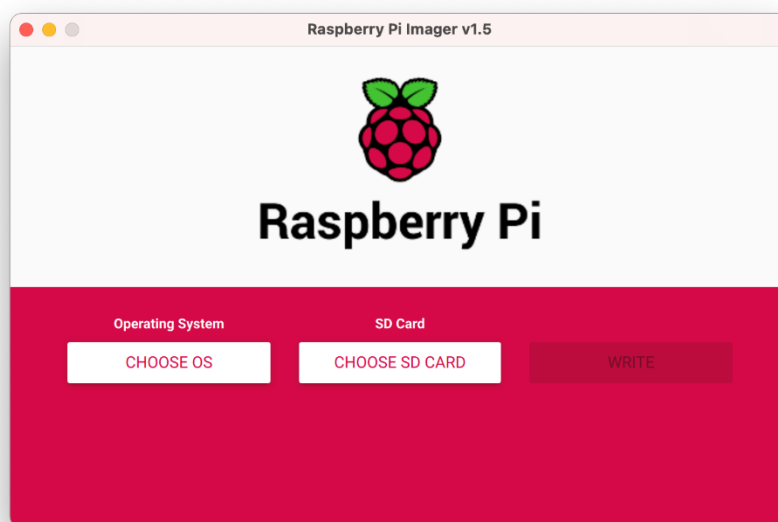 Raspberry Pi Imager v1.5
Raspberry Pi
Operating System
SD Card
CHOOSE OS
CHOOSE SD CARD
WRITE